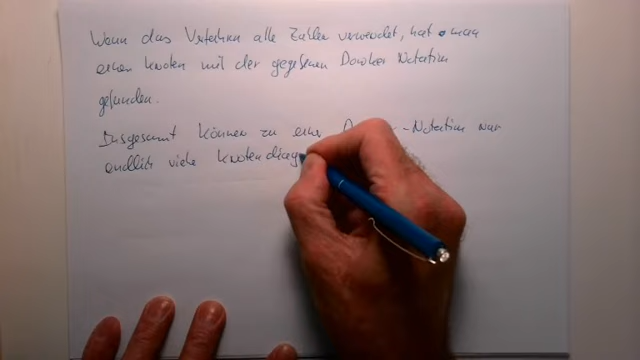 Wenn das Verfahren alle Zahlen verwendet, hat man
einen Knoten mit der gegebenen Dowker Notation
gefunden.
Insgesamt können zu einer -Notation nur
endlich viele Knotendiag